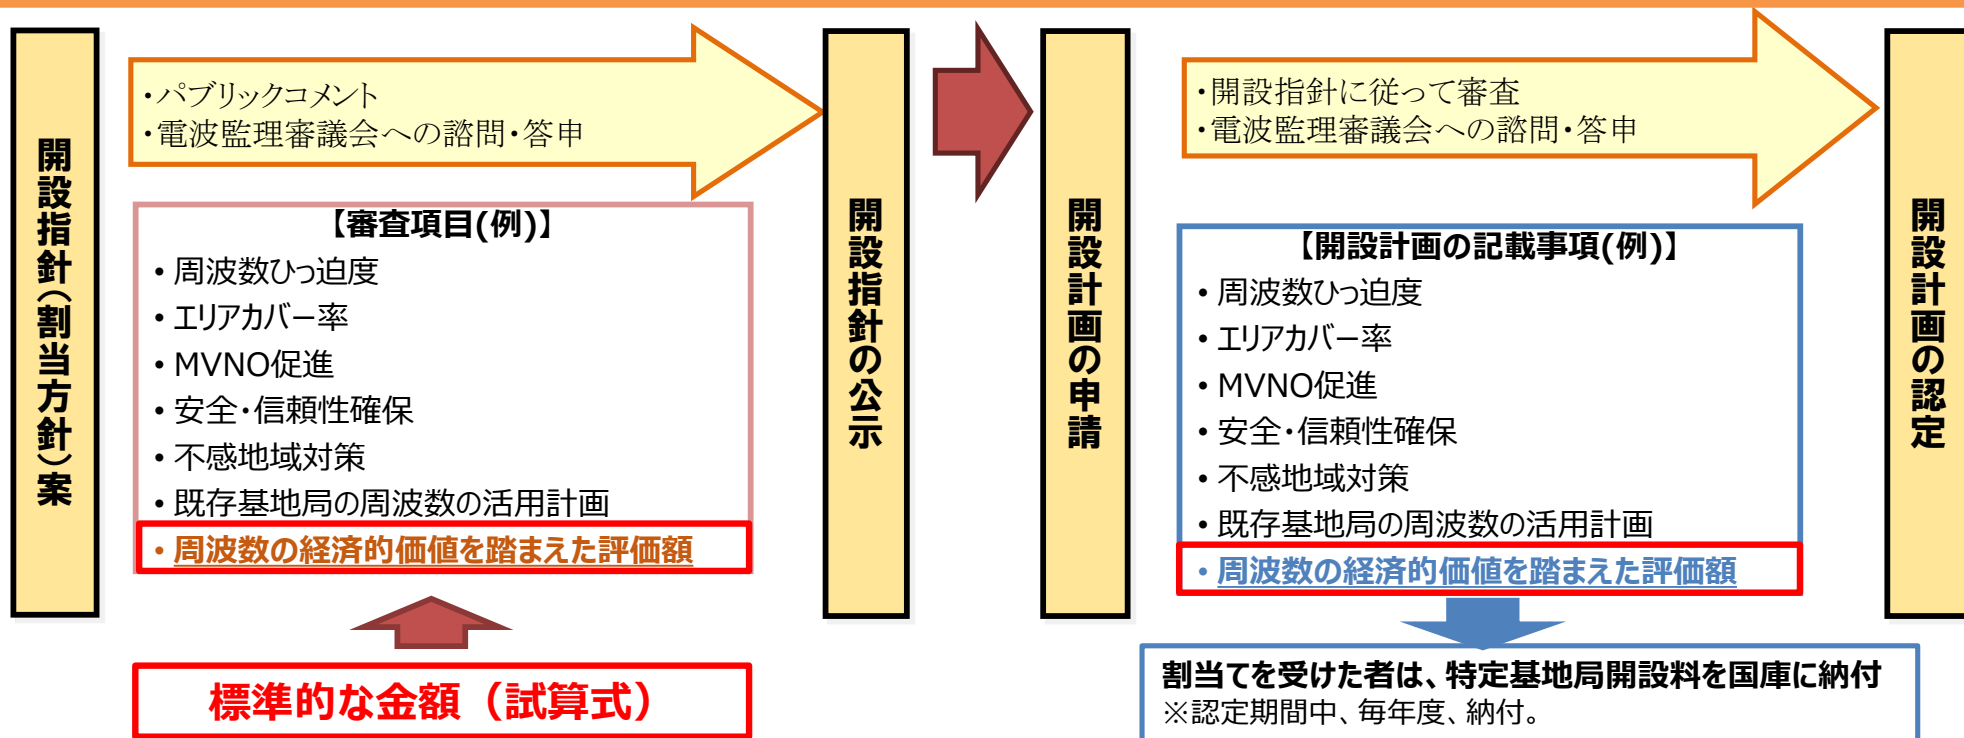 開設指針（割当方針）案
・パブリックコメント
・電波監理審議会への諮問・答申
【審査項目(例)】
• 周波数ひっ迫度
• エリアカバー率
• MVNO促進
• 安全・信頼性確保
• 不感地域対策
• 既存基地局の周波数の活用計画
• 周波数の経済的価値を踏まえた評価額
標準的な金額（試算式）
開設指針の公示
開設計画の申請
・開設指針に従って審査
・電波監理審議会への諮問・答申
【開設計画の記載事項(例)】
• 周波数ひっ迫度
• エリアカバー率
• MVNO促進
• 安全・信頼性確保
• 不感地域対策
• 既存基地局の周波数の活用計画
• 周波数の経済的価値を踏まえた評価額
割当てを受けた者は、特定基地局開設料を国庫に納付
※認定期間中、毎年度、納付。
開設計画の認定